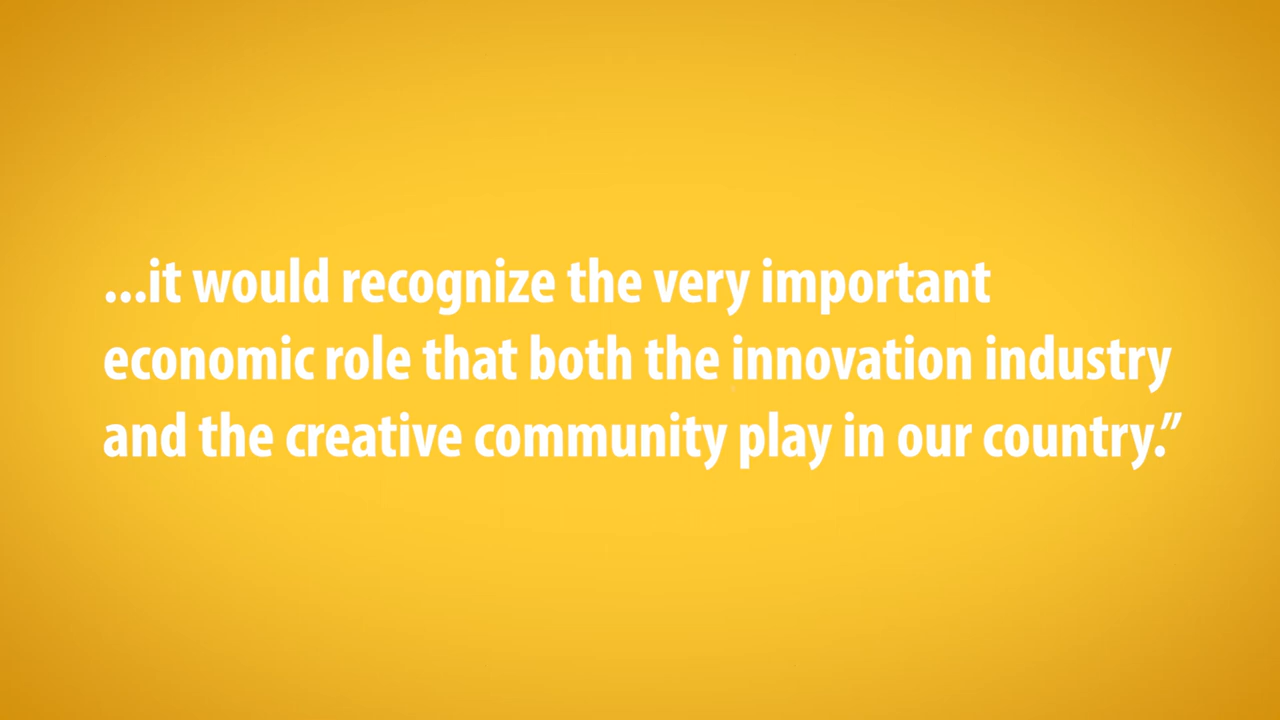 ...it would recognize the very important
economic role that both the innovation industry
and the creative community play in our country.”